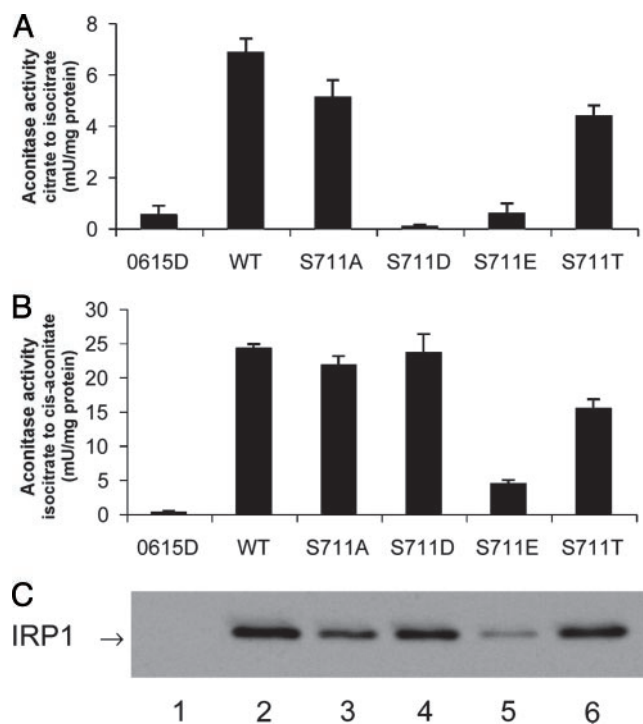 A
Aconitase activity
citrate to isocitrate
(mU/mg protein)
8
6
4
2
0
0615D WT S711A S711D S711E S711T
B
Aconitase activity
isocitrate to cis-aconitate
(mU/mg protein)
30
25
20
15
10
5
0
0615D WT S711A S711D S711E S711T
C
IRP1 →
1 2 3 4 5 6